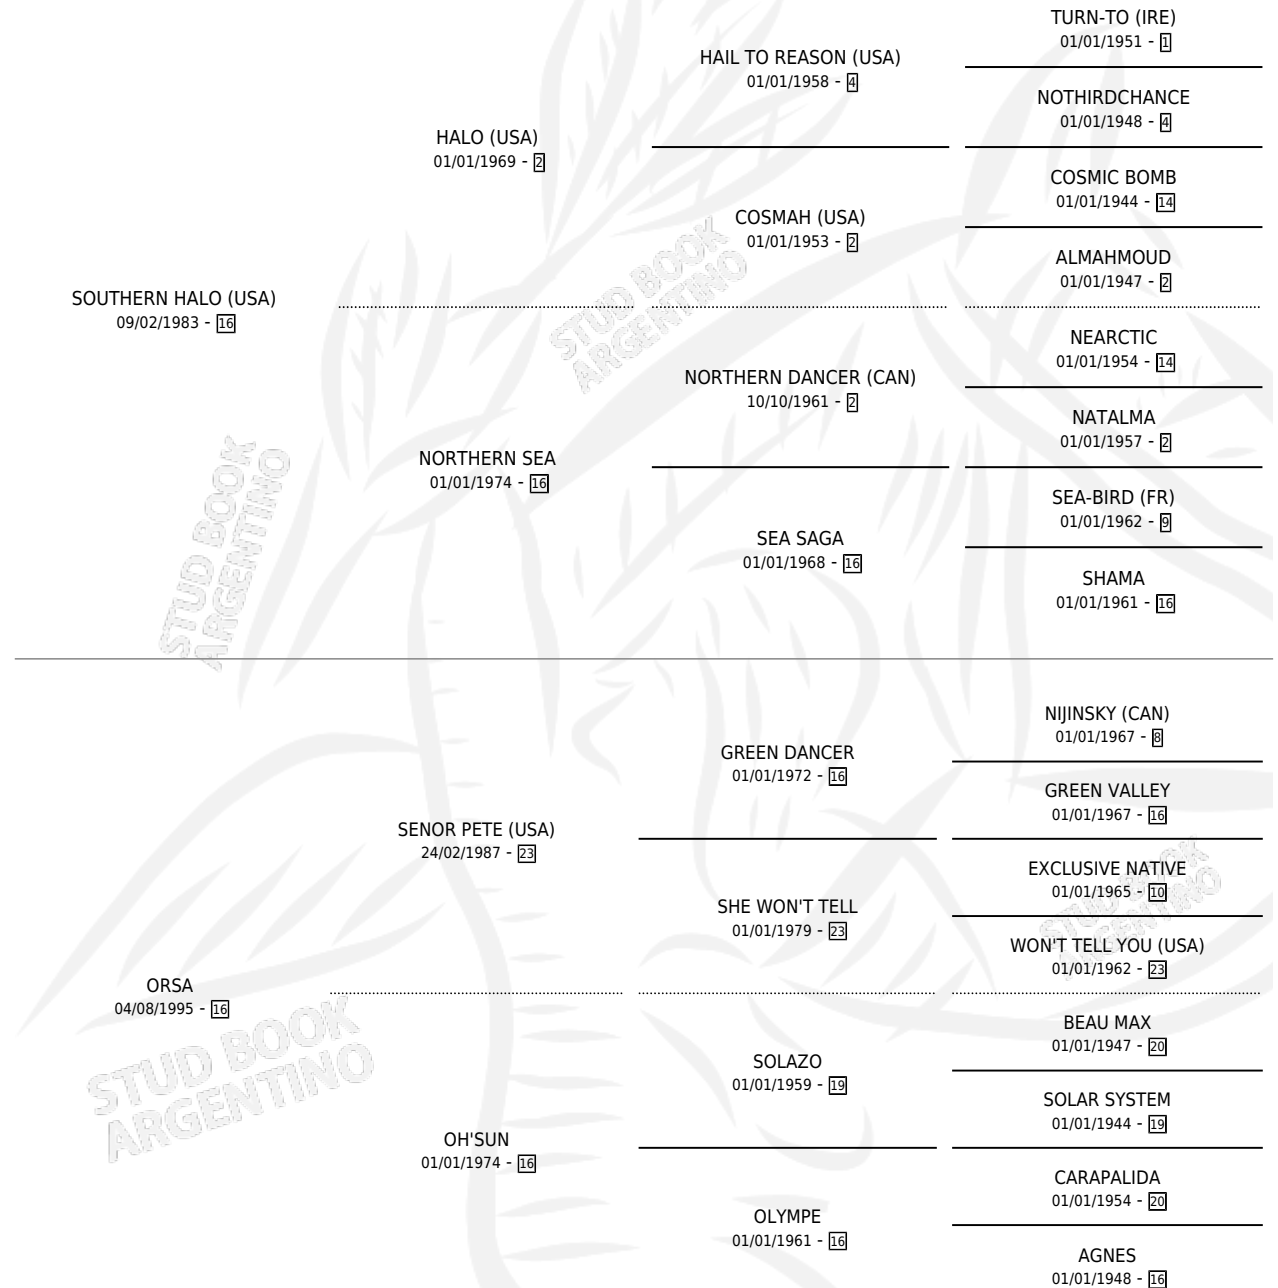 TURN-TO (IRE)
01/01/1951 - 1
HAIL TO REASON (USA)
01/01/1958 - 4
NOTHIRDCHANCE
01/01/1948 - 4
HALO (USA)
01/01/1969 - 2
COSMIC BOMB
01/01/1944 - 14
COSMAH (USA)
01/01/1953 - 2
ALMAHMOUD
01/01/1947 - 2
SOUTHERN HALO (USA)
09/02/1983 - 16
STUD BOOK
ARGENTINO
NEARCTIC
01/01/1954 - 14
NORTHERN DANCER (CAN)
10/10/1961 - 2
NATALMA
01/01/1957 - 2
NORTHERN SEA
01/01/1974 - 16
SEA-BIRD (FR)
01/01/1962 - 9
SEA SAGA
01/01/1968 - 16
SHAMA
01/01/1961 - 16
STUD BOOK
ARGENTINO
NIJINSKY (CAN)
01/01/1967 - 8
GREEN DANCER
01/01/1972 - 16
GREEN VALLEY
01/01/1967 - 16
SENOR PETE (USA)
24/02/1987 - 23
EXCLUSIVE NATIVE
01/01/1965 - 10
SHE WON'T TELL
01/01/1979 - 23
STUD BOOK
ARGENTINO
WON'T TELL YOU (USA)
01/01/1962 - 23
ORSA
04/08/1995 - 16
STUD BOOK
ARGENTINO
BEAU MAX
01/01/1947 - 20
SOLAZO
01/01/1959 - 19
SOLAR SYSTEM
01/01/1944 - 19
OH'SUN
01/01/1974 - 16
CARAPALIDA
01/01/1954 - 20
OLYMPE
01/01/1961 - 16
AGNES
01/01/1948 - 16